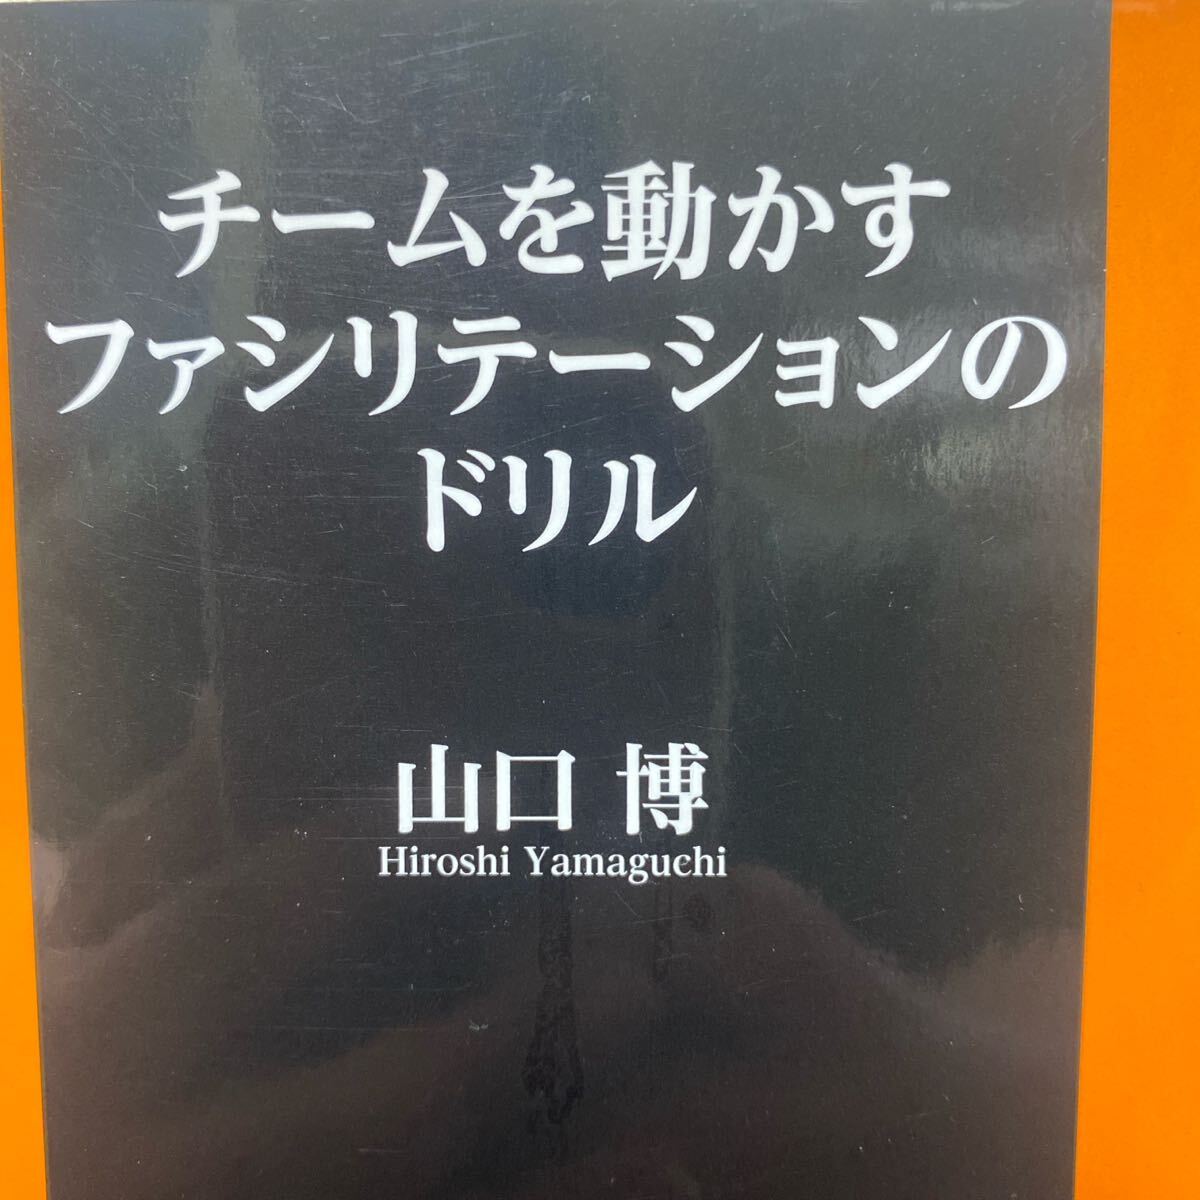 チームを動かす
ファシリテーションの
ドリル
山口 博
Hiroshi Yamaguchi